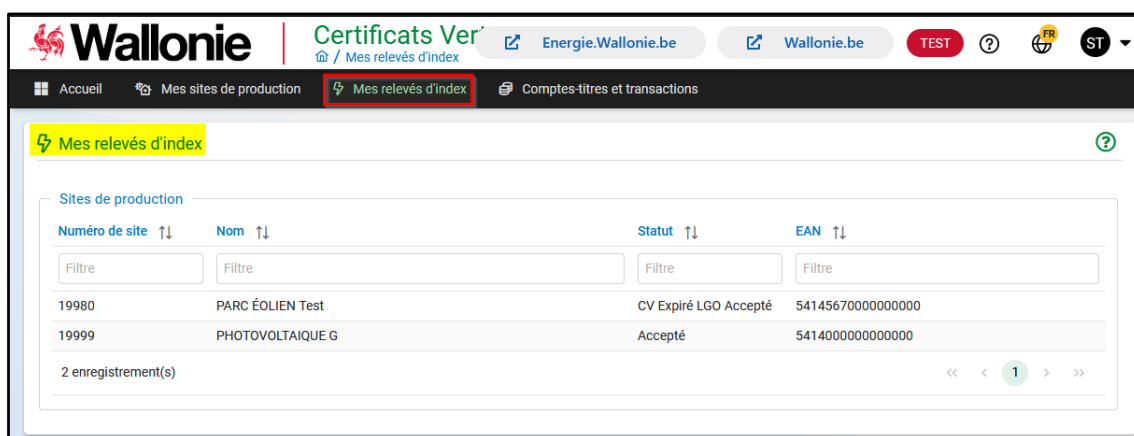 Wallonie
Certificats Ver
/ Mes relevés d'index
Energie.Wallonie.be
Wallonie.be
TEST
FR
ST
Accueil
Mes sites de production
Mes relevés d'index
Comptes-titres et transactions
Mes relevés d'index
Sites de production
Numéro de site Nom Statut EAN
Filtre Filtre Filtre Filtre
19980 PARC ÉOLIEN Test CV Expiré LGO Accepté 54145670000000000
19999 PHOTOVOLTAIQUE G Accepté 5414000000000000
2 enregistrement(s)
<< < 1 > >>